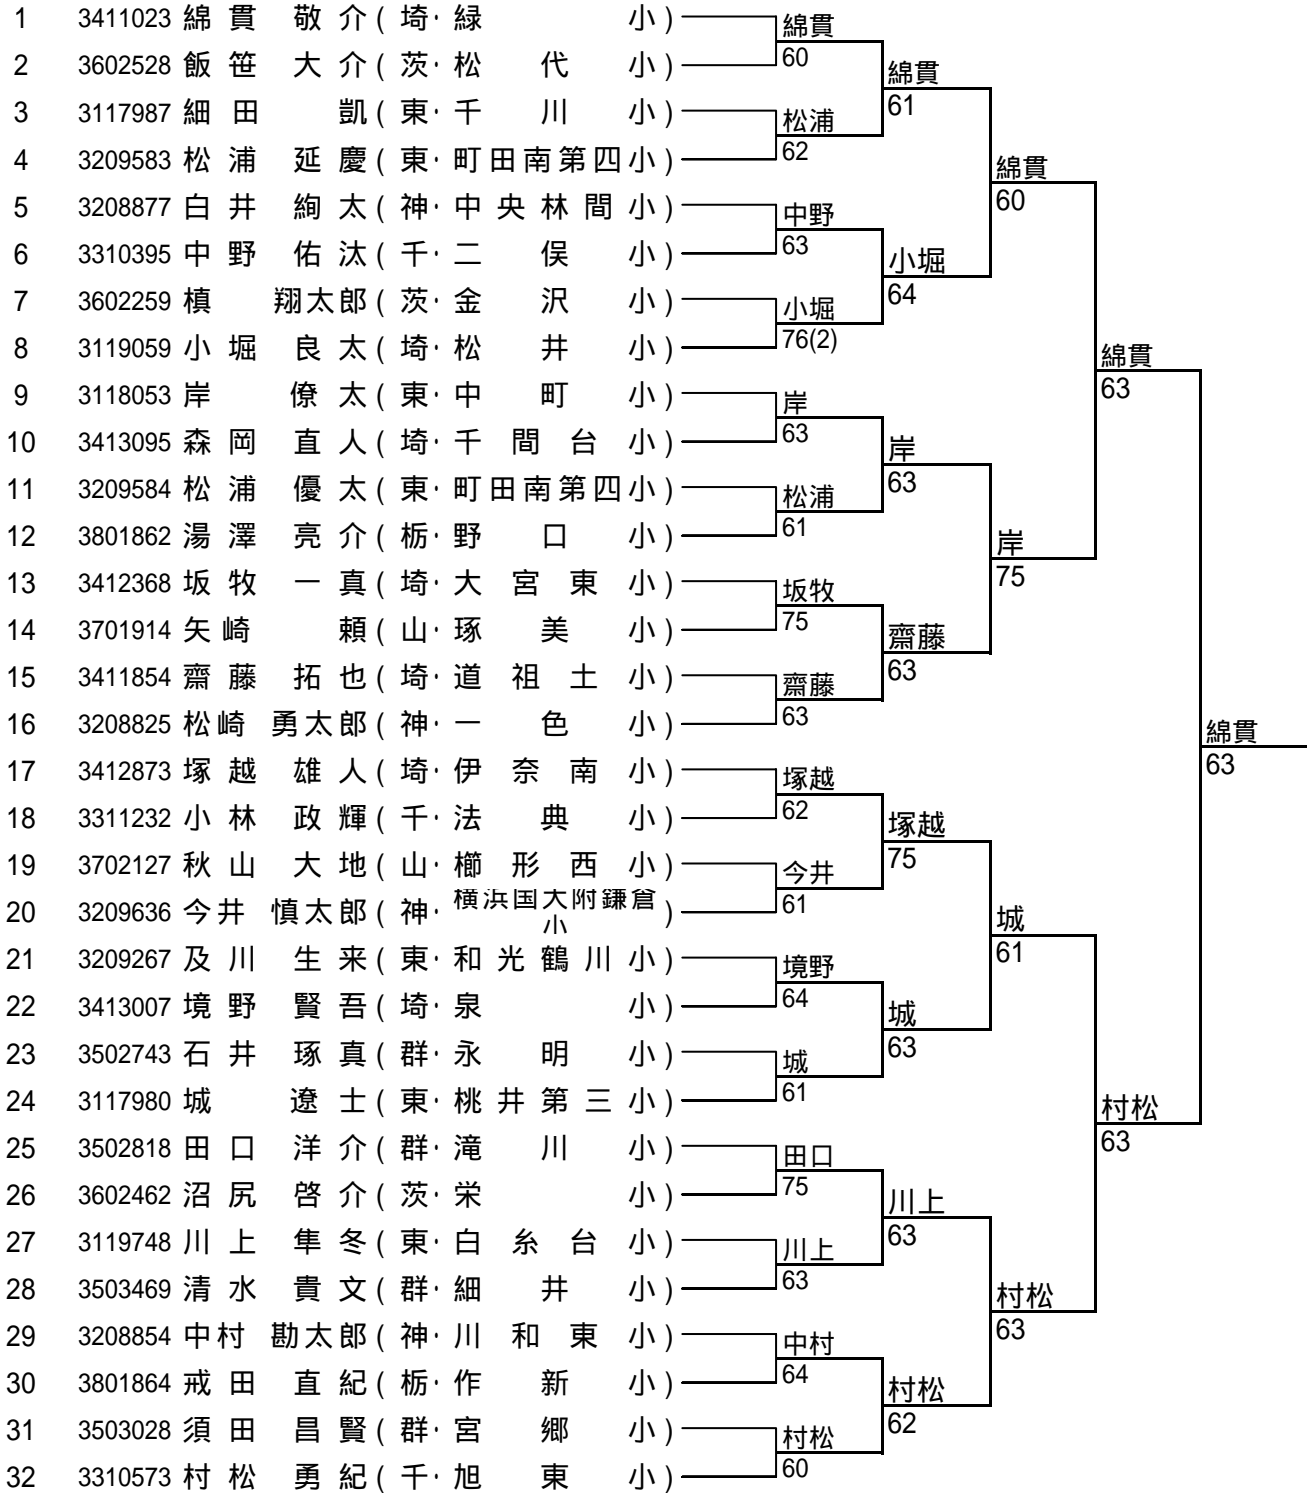 1 3411023 綿貫 敬介(埼・緑小)
2 3602528 飯笹 大介(茨・松代小)
3 3117987 細田 凱(東・千川小)
4 3209583 松浦 延慶(東・町田南第四小)
5 3208877 白井 絢太(神・中央林間小)
6 3310395 中野 佑汰(千・二俣小)
7 3602259 槙 翔太郎(茨・金沢小)
8 3119059 小堀 良太(埼・松井小)
9 3118053 岸 僚太(東・中町小)
10 3413095 森岡 直人(埼・千間台小)
11 3209584 松浦 優太(東・町田南第四小)
12 3801862 湯澤 亮介(栃・野口小)
13 3412368 坂牧 一真(埼・大宮東小)
14 3701914 矢崎 頼(山・琢美小)
15 3411854 齋藤 拓也(埼・道祖土小)
16 3208825 松崎 勇太郎(神・一色小)
17 3412873 塚越 雄人(埼・伊奈南小)
18 3311232 小林 政輝(千・法典小)
19 3702127 秋山 大地(山・櫛形西小)
20 3209636 今井 慎太郎(神・横浜国大附鎌倉小)
21 3209267 及川 生来(東・和光鶴川小)
22 3413007 境野 賢吾(埼・泉小)
23 3502743 石井 琢真(群・永明小)
24 3117980 城 遼士(東・桃井第三小)
25 3502818 田口 洋介(群・滝川小)
26 3602462 沼尻 啓介(茨・栄小)
27 3119748 川上 隼冬(東・白糸台小)
28 3503469 清水 貴文(群・細井小)
29 3208854 中村 勘太郎(神・川和東小)
30 3801864 戒田 直紀(栃・作新小)
31 3503028 須田 昌賢(群・宮郷小)
32 3310573 村松 勇紀(千・旭東小)
綿貫
60
松浦
62
中野
63
小堀
76(2)
岸
63
松浦
61
坂牧
75
齋藤
63
塚越
62
今井
61
境野
64
城
61
田口
75
川上
63
中村
64
村松
60
綿貫
61
小堀
64
岸
63
齋藤
63
塚越
75
城
63
川上
63
村松
62
綿貫
60
岸
75
城
61
村松
63
綿貫
63
村松
63
綿貫
63